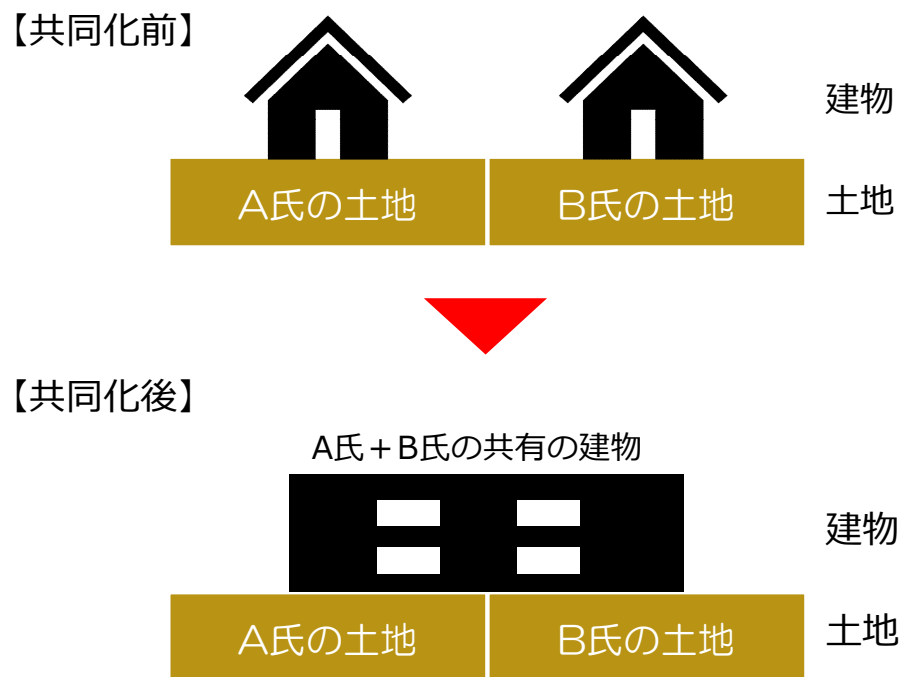 【共同化前】
建物
A氏の土地
B氏の土地
土地
【共同化後】
A氏＋B氏の共有の建物
建物
A氏の土地
B氏の土地
土地